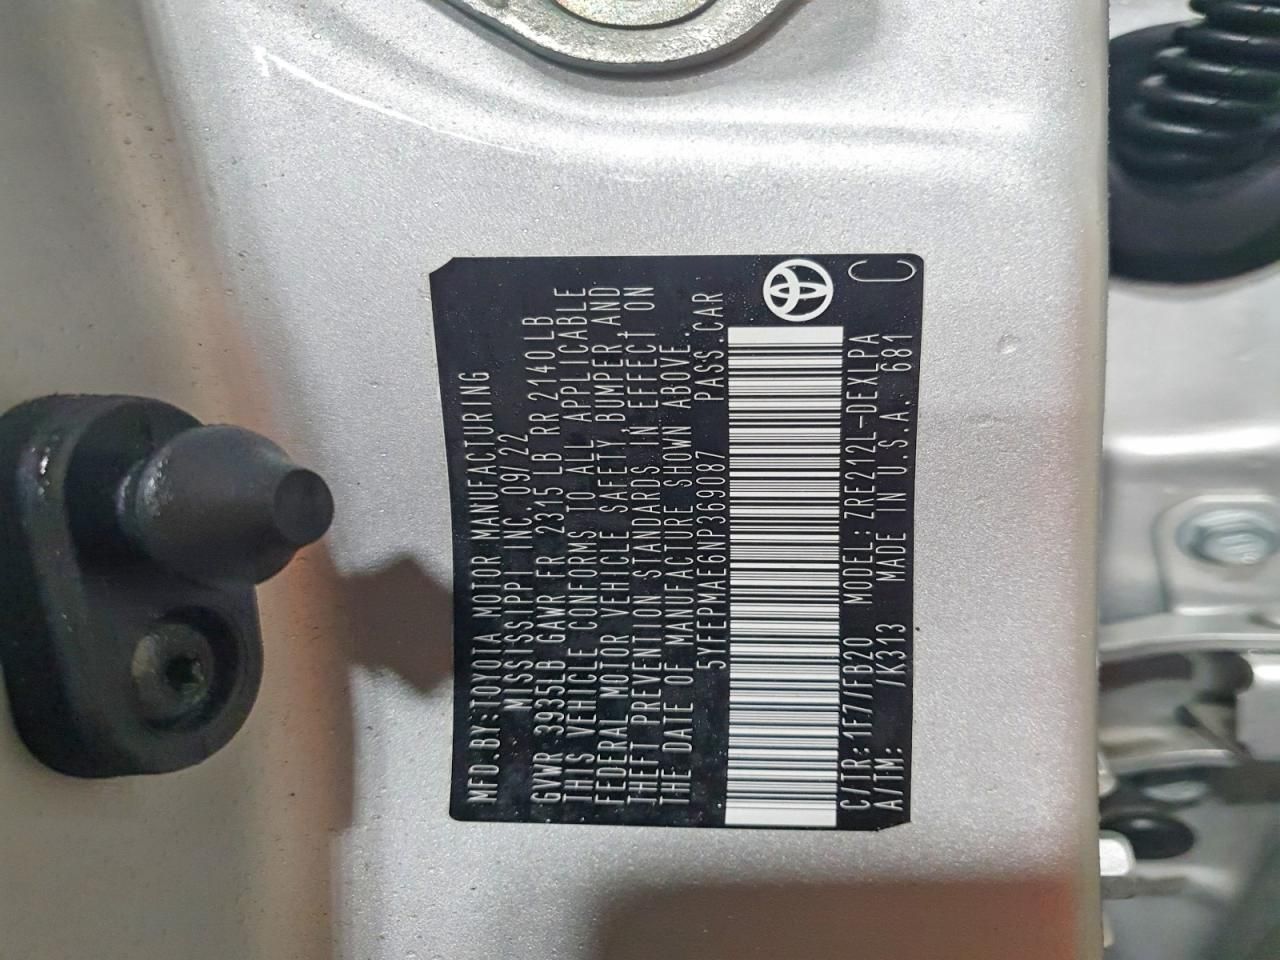 MFD.BY:TOYOTA MOTOR MANUFACTURING
MISSISSIPPI INC. 09/22
GVWR 3935LB GAWR FR 2315 LB RR 2140LB
THIS VEHICLE CONFORMS TO ALL APPLICABLE
FEDERAL MOTOR VEHICLE SAFETY,BUMPER,AND
THEFT PREVENTION STANDARDS IN EFFECT ON
THE DATE OF MANUFACTURE SHOWN ABOVE.
5YFEPMAE6NP369087 PASS.CAR
C/TR:1F7/FB20 MODEL:ZRE212L-DEXLPA
A/TM: /K313 MADE IN U.S.A. 681 C